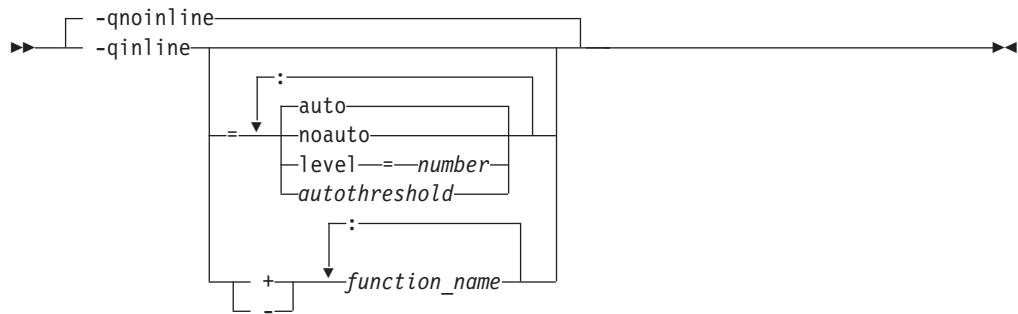 -qnoinline
-qinline
:
auto
= noauto
level = number
autothreshold
:
+ function_name
-